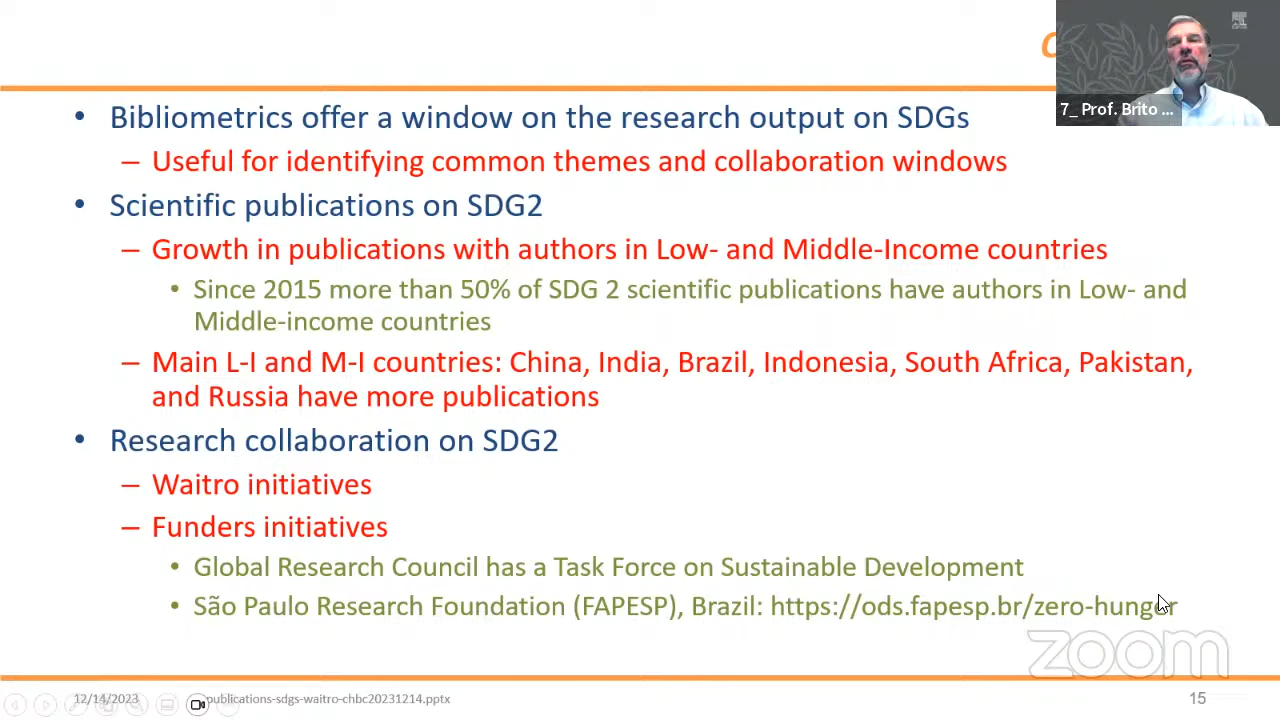 • Bibliometrics offer a window on the research output on SDGs
– Useful for identifying common themes and collaboration windows
• Scientific publications on SDG2
– Growth in publications with authors in Low- and Middle-Income countries
• Since 2015 more than 50% of SDG 2 scientific publications have authors in Low- and
Middle-income countries
– Main L-I and M-I countries: China, India, Brazil, Indonesia, South Africa, Pakistan,
and Russia have more publications
• Research collaboration on SDG2
– Waitro initiatives
– Funders initiatives
• Global Research Council has a Task Force on Sustainable Development
• São Paulo Research Foundation (FAPESP), Brazil: https://ods.fapesp.br/zero-hunger
7_ Prof. Brito ...
zoom
12/14/2023
publications-sdgs-waitro-chbc20231214.pptx
15